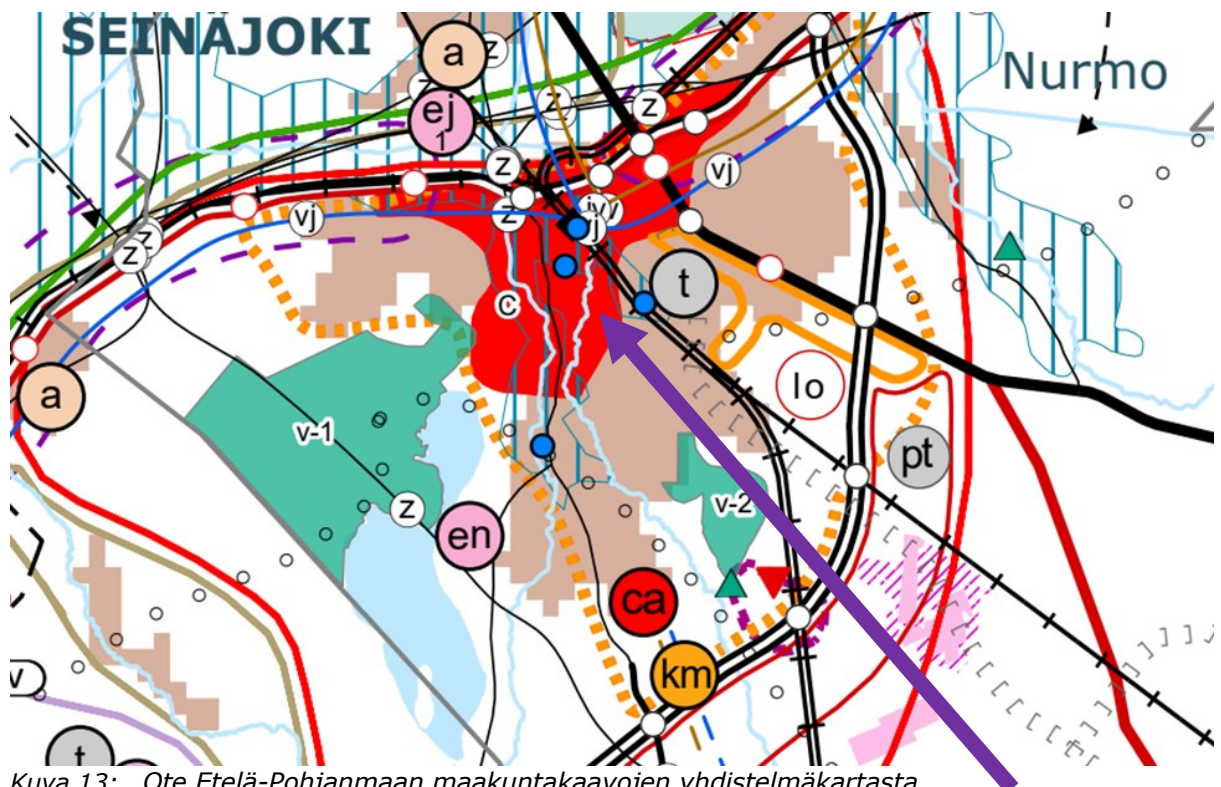 SEINÄJOKI
a
z
Nurmo
ej
1
z
z
z
z
vj
z
vj
z
z
j
t
c
lo
a
v-1
pt
z
v-2
en
ca
km
v
t
Kuva 13: Ote Etelä-Pohjanmaan maakuntakaavojen yhdistelmäkartasta